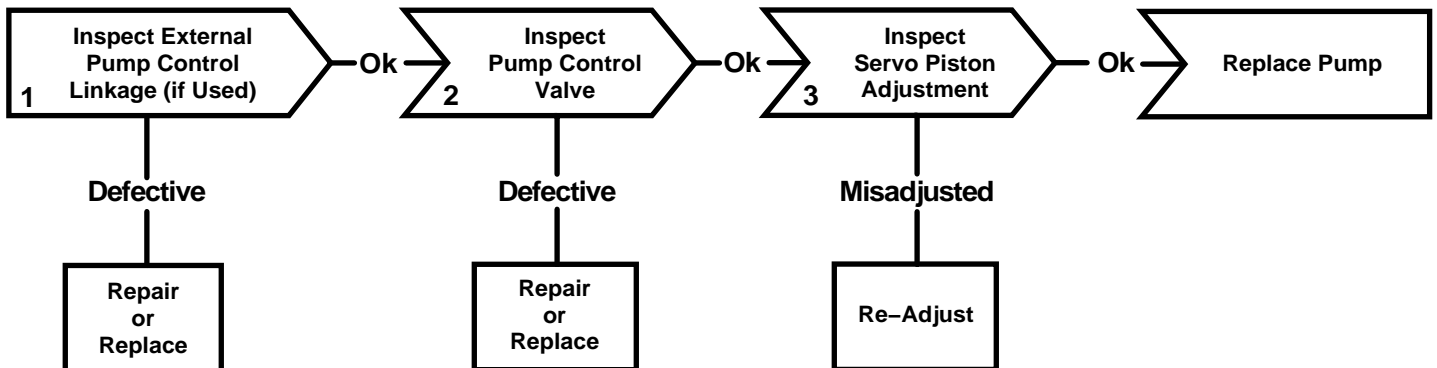 Inspect External
Pump Control
Linkage (if Used)
1
Ok
Inspect
Pump Control
Valve
2
Ok
Inspect
Servo Piston
Adjustment
3
Ok
Replace Pump
Defective
Defective
Misadjusted
Repair
or
Replace
Repair
or
Replace
Re–Adjust